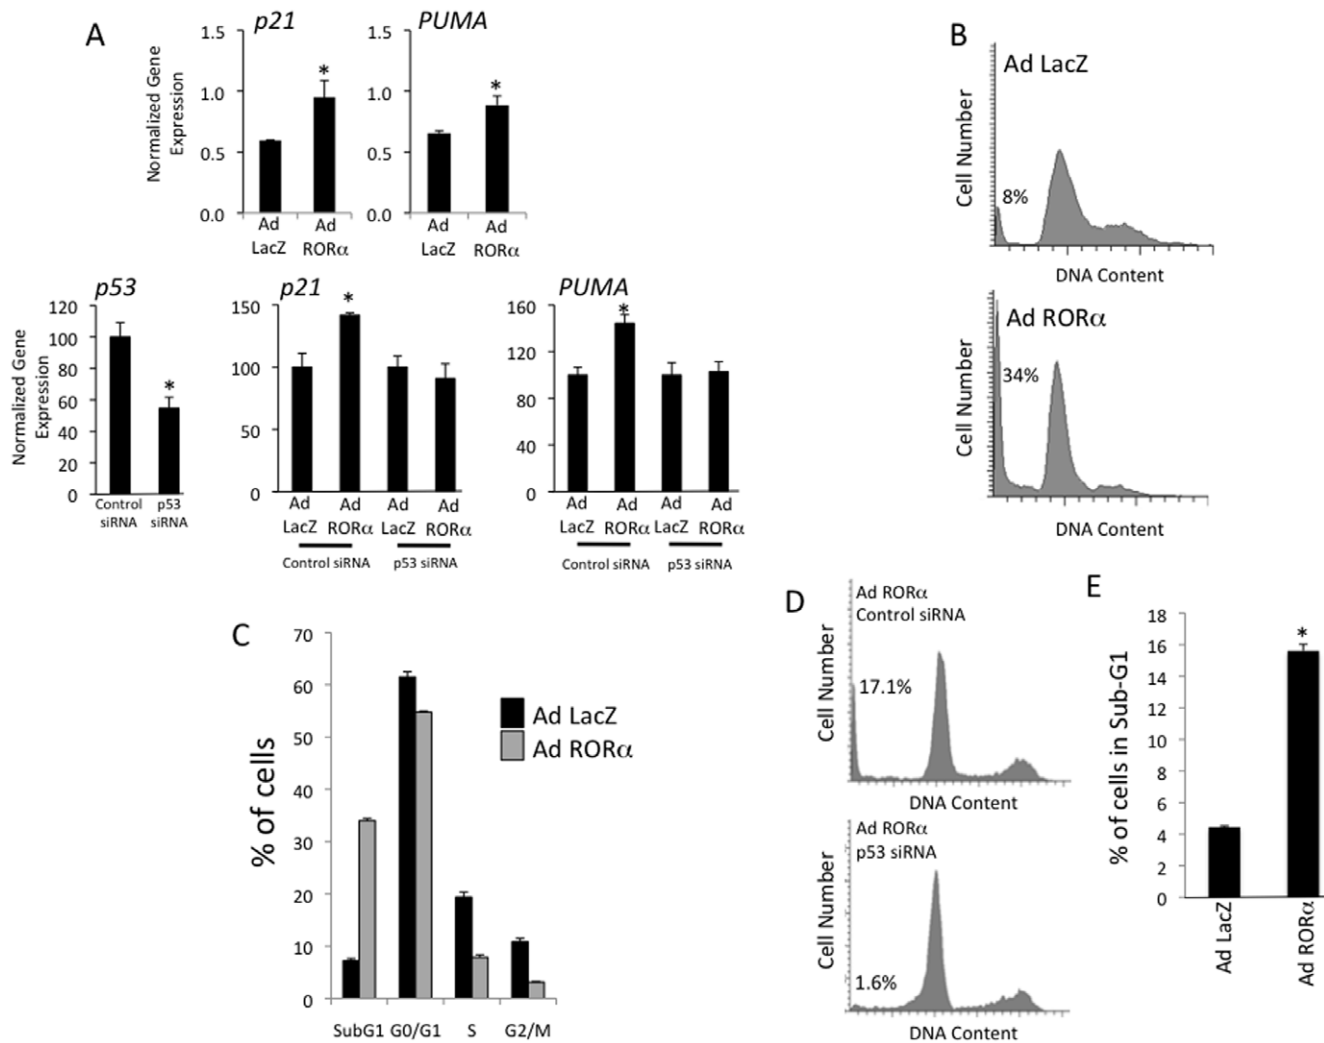 A
p21
PUMA
Normalized Gene
Expression
1.5
1.0
0.5
0.0
*
Ad
LacZ
Ad
RORα
1.5
1.0
0.5
0.0
*
Ad
LacZ
Ad
RORα
p53
Normalized Gene
Expression
120
100
80
60
40
20
0
*
Control
siRNA
p53
siRNA
p21
150
100
50
0
*
Ad
LacZ
Ad
RORα
Ad
LacZ
Ad
RORα
Control siRNA
p53 siRNA
PUMA
160
120
80
40
0
*
Ad
LacZ
Ad
RORα
Ad
LacZ
Ad
RORα
Control siRNA
p53 siRNA
B
Ad LacZ
Cell Number
8%
DNA Content
Ad RORα
Cell Number
34%
DNA Content
C
% of cells
70
60
50
40
30
20
10
0
Ad LacZ
Ad RORα
SubG1 G0/G1 S G2/M
D
Ad RORα
Control siRNA
Cell Number
17.1%
DNA Content
Ad RORα
p53 siRNA
Cell Number
1.6%
DNA Content
E
% of cells in Sub-G1
18
16
14
12
10
8
6
4
2
0
*
Ad LacZ
Ad RORα